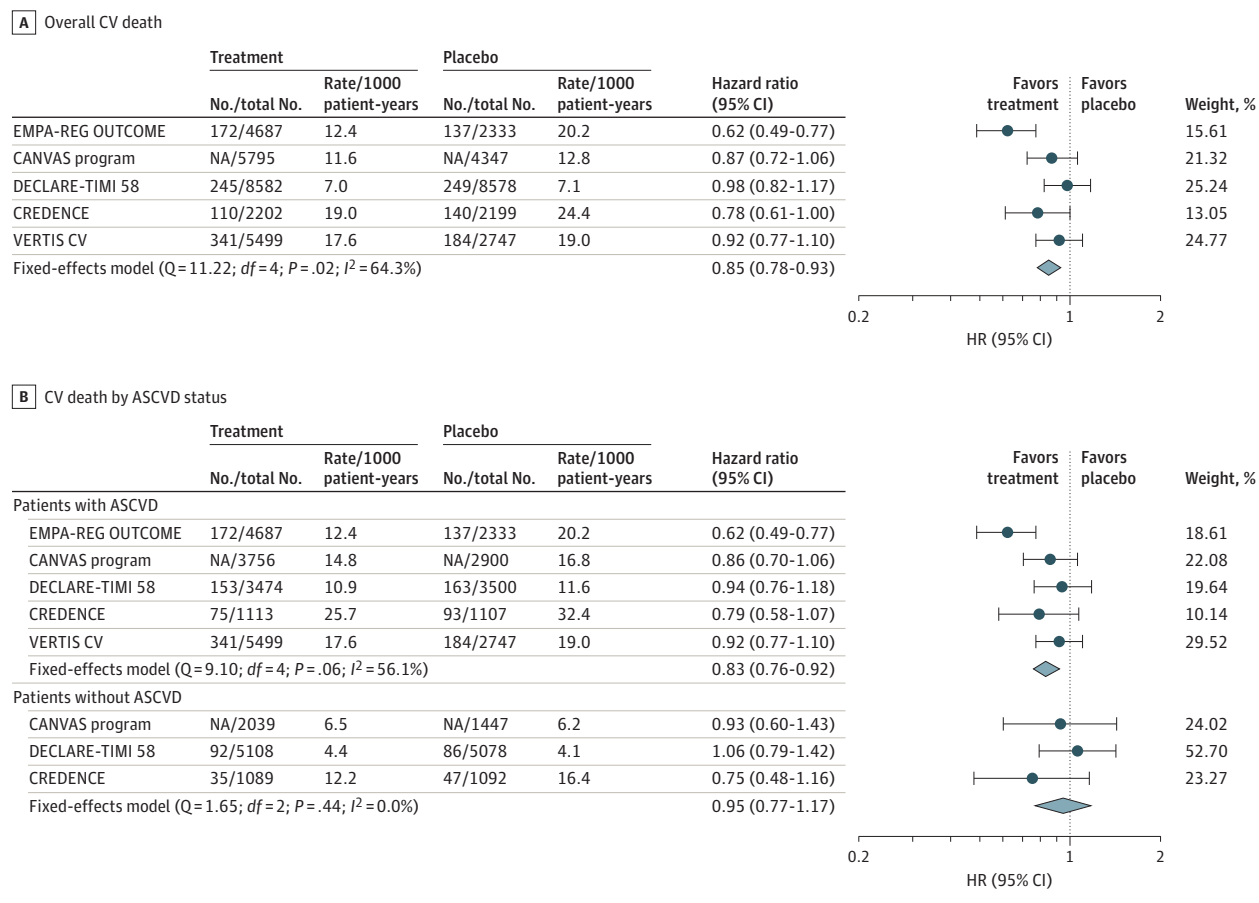 A Overall CV death
Treatment Placebo
Rate/1000 Rate/1000 Hazard ratio Favors Favors
No./total No. patient-years No./total No. patient-years (95% CI) treatment placebo Weight, %
EMPA-REG OUTCOME 172/4687 12.4 137/2333 20.2 0.62 (0.49-0.77) 15.61
CANVAS program NA/5795 11.6 NA/4347 12.8 0.87 (0.72-1.06) 21.32
DECLARE-TIMI 58 245/8582 7.0 249/8578 7.1 0.98 (0.82-1.17) 25.24
CREDENCE 110/2202 19.0 140/2199 24.4 0.78 (0.61-1.00) 13.05
VERTIS CV 341/5499 17.6 184/2747 19.0 0.92 (0.77-1.10) 24.77
Fixed-effects model (Q = 11.22; df = 4; P = .02; I² = 64.3%) 0.85 (0.78-0.93)
0.2 1 2
HR (95% CI)
B CV death by ASCVD status
Treatment Placebo
Rate/1000 Rate/1000 Hazard ratio Favors Favors
No./total No. patient-years No./total No. patient-years (95% CI) treatment placebo Weight, %
Patients with ASCVD
EMPA-REG OUTCOME 172/4687 12.4 137/2333 20.2 0.62 (0.49-0.77) 18.61
CANVAS program NA/3756 14.8 NA/2900 16.8 0.86 (0.70-1.06) 22.08
DECLARE-TIMI 58 153/3474 10.9 163/3500 11.6 0.94 (0.76-1.18) 19.64
CREDENCE 75/1113 25.7 93/1107 32.4 0.79 (0.58-1.07) 10.14
VERTIS CV 341/5499 17.6 184/2747 19.0 0.92 (0.77-1.10) 29.52
Fixed-effects model (Q = 9.10; df = 4; P = .06; I² = 56.1%) 0.83 (0.76-0.92)
Patients without ASCVD
CANVAS program NA/2039 6.5 NA/1447 6.2 0.93 (0.60-1.43) 24.02
DECLARE-TIMI 58 92/5108 4.4 86/5078 4.1 1.06 (0.79-1.42) 52.70
CREDENCE 35/1089 12.2 47/1092 16.4 0.75 (0.48-1.16) 23.27
Fixed-effects model (Q = 1.65; df = 2; P = .44; I² = 0.0%) 0.95 (0.77-1.17)
0.2 1 2
HR (95% CI)